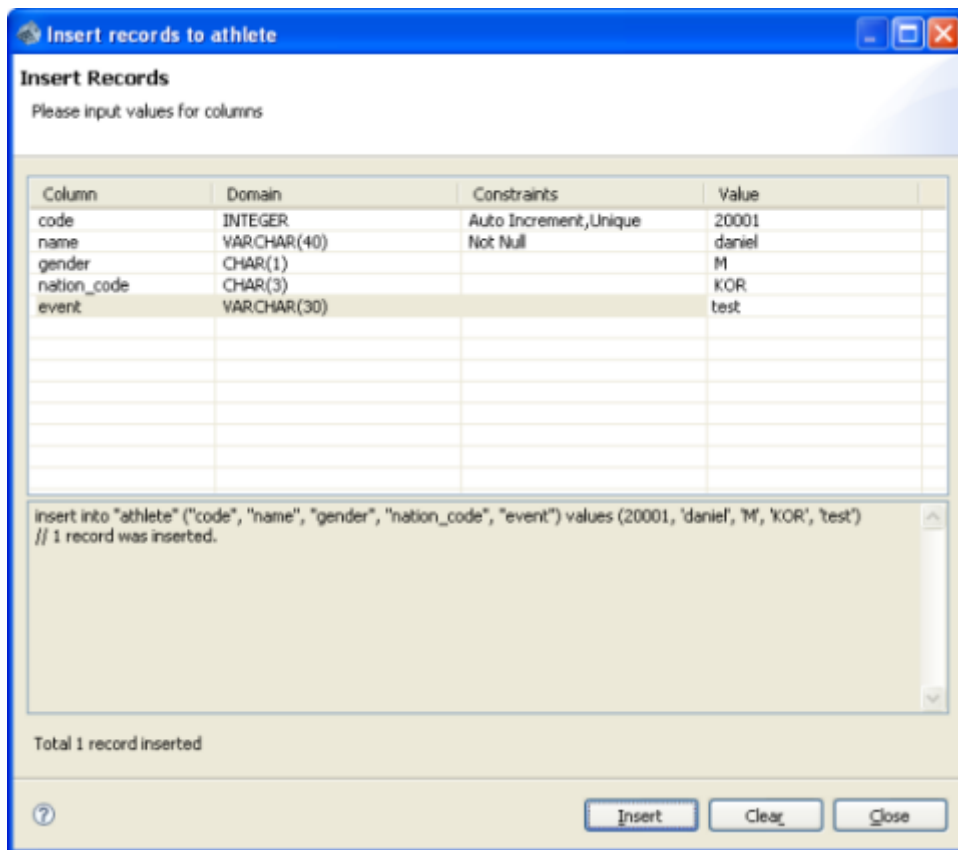 Insert records to athlete
Insert Records
Please input values for columns
Column Domain Constraints Value
code INTEGER Auto Increment,Unique 20001
name VARCHAR(40) Not Null daniel
gender CHAR(1) M
nation_code CHAR(3) KOR
event VARCHAR(30) test
insert into "athlete" ("code", "name", "gender", "nation_code", "event") values (20001, 'daniel', 'M', 'KOR', 'test')
// 1 record was inserted.
Total 1 record inserted
? Insert Clear Close